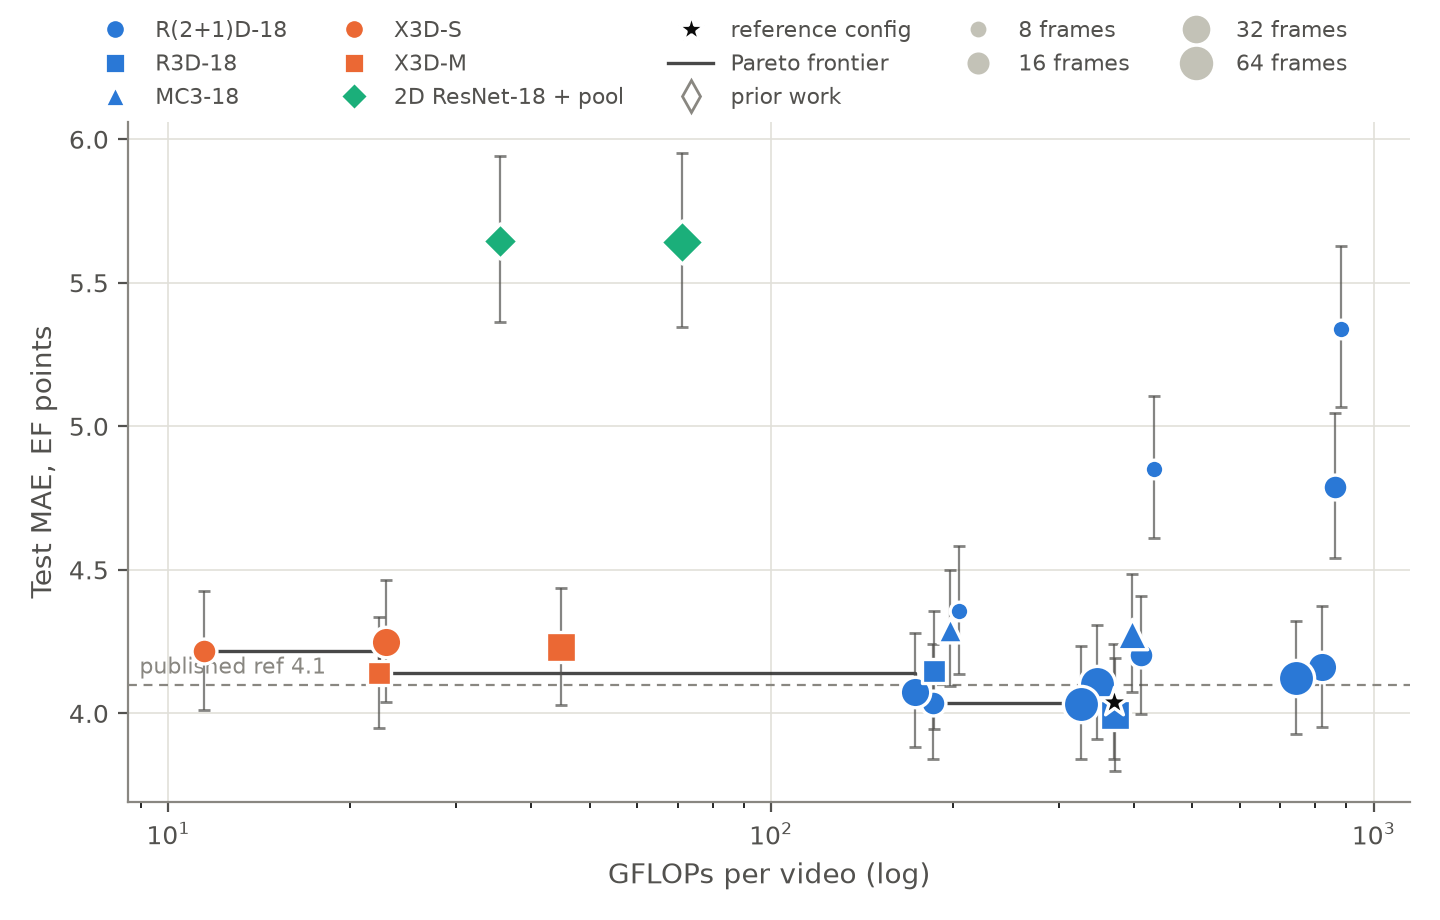 R(2+1)D-18
R3D-18
MC3-18
X3D-S
X3D-M
2D ResNet-18 + pool
reference config
Pareto frontier
prior work
8 frames
16 frames
32 frames
64 frames
Test MAE, EF points
6.0
5.5
5.0
4.5
4.0
published ref 4.1
10¹
10²
10³
GFLOPs per video (log)